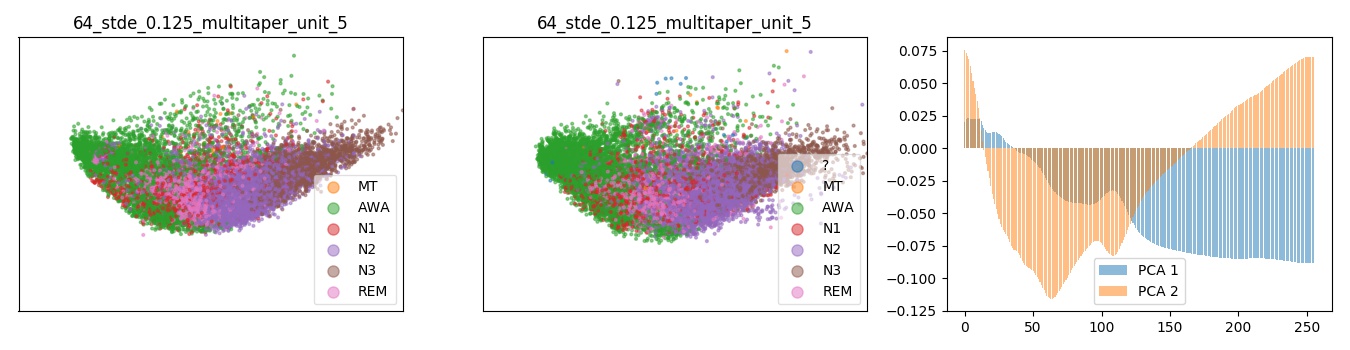 64_stde_0.125_multitaper_unit_5
MT
AWA
N1
N2
N3
REM
64_stde_0.125_multitaper_unit_5
?
MT
AWA
N1
N2
N3
REM
0.075
0.050
0.025
0.000
−0.025
−0.050
−0.075
−0.100
−0.125
PCA 1
PCA 2
0
50
100
150
200
250